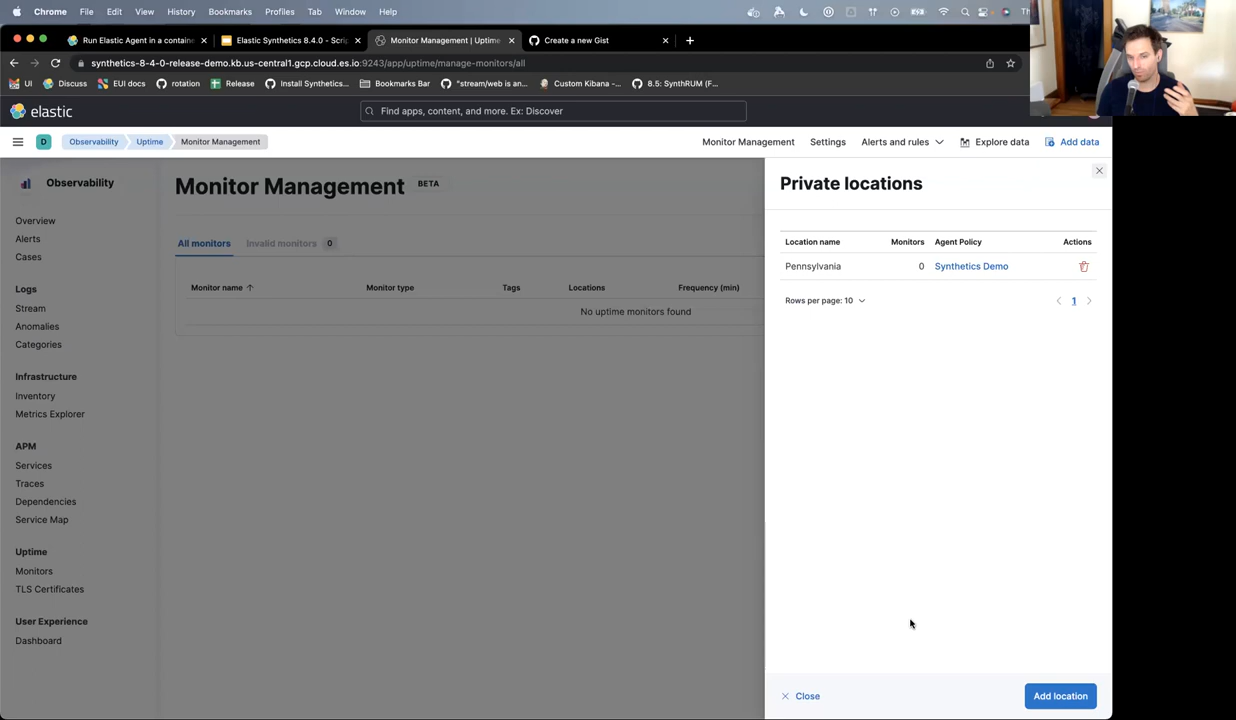 Chrome File Edit View History Bookmarks Profiles Tab Window Help Th
Run Elastic Agent in a containe Elastic Synthetics 8.4.0 - Scri Monitor Management | Uptime Create a new Gist
synthetics-8-4-0-release-demo.kb.us-central1.gcp.cloud.es.io:9243/app/uptime/manage-monitors/all
UI Discuss EUI docs rotation Release Install Synthetics... Bookmarks Bar "stream/web is an... Custom Kibana -... 8.5: SynthRUM (F...
elastic Find apps, content, and more. Ex: Discover
D Observability Uptime Monitor Management Monitor Management Settings Alerts and rules Explore data Add data
Observability
Overview
Alerts
Cases
Logs
Stream
Anomalies
Categories
Infrastructure
Inventory
Metrics Explorer
APM
Services
Traces
Dependencies
Service Map
Uptime
Monitors
TLS Certificates
User Experience
Dashboard
Monitor Management BETA
All monitors Invalid monitors 0
Monitor name Monitor type Tags Locations Frequency (min)
No uptime monitors found
Private locations
Location name Monitors Agent Policy Actions
Pennsylvania 0 Synthetics Demo
Rows per page: 10 1
Close Add location